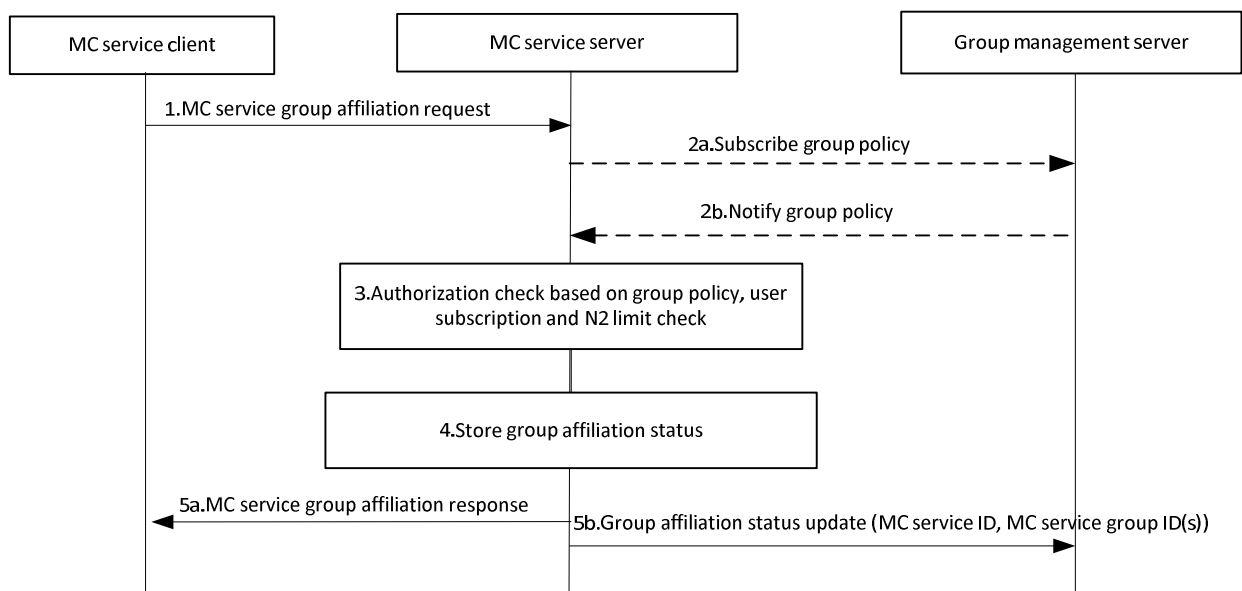 MC service client
MC service server
Group management server
1.MC service group affiliation request
2a.Subscribe group policy
2b.Notify group policy
3.Authorization check based on group policy, user
subscription and N2 limit check
4.Store group affiliation status
5a.MC service group affiliation response
5b.Group affiliation status update (MC service ID, MC service group ID(s))